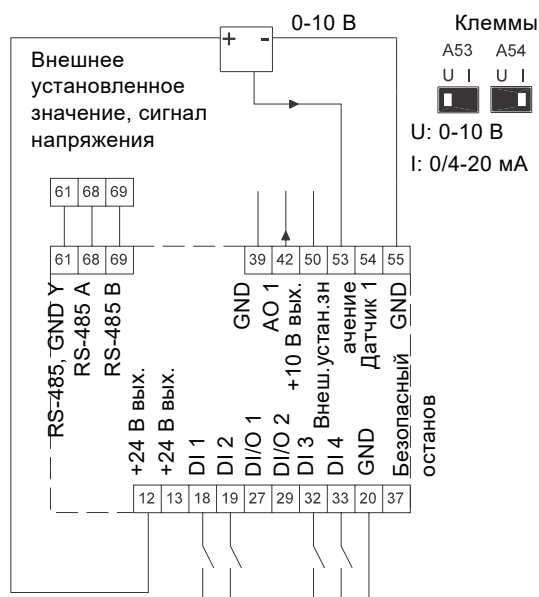 0-10 В
Клеммы
A53 A54
U I U I
U: 0-10 В
I: 0/4-20 мА
+ -
Внешнее
установленное
значение, сигнал
напряжения
61 68 69
61 68 69
39 42 50 53 54 55
RS-485, GND Y
RS-485 A
RS-485 B
GND
AO 1
+10 В вых.
Внеш.устан.зн
ачение
Датчик 1
GND
+24 В вых.
+24 В вых.
DI 1
DI 2
DI/O 1
DI/O 2
DI 3
DI 4
GND
Безопасный
останов
12 13 18 19 27 29 32 33 20 37